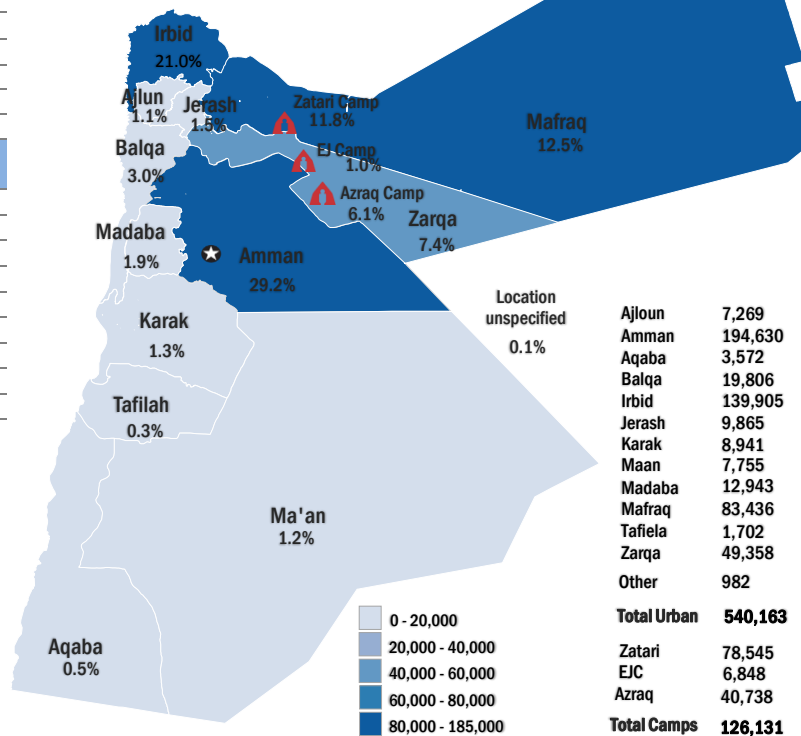 Irbid
21.0%
Ajlun
1.1%
Jerash
1.5%
Zatari Camp
11.8%
Mafraq
12.5%
Balqa
3.0%
EJ Camp
1.0%
Azraq Camp
6.1%
Zarqa
7.4%
Madaba
1.9%
Amman
29.2%
Karak
1.3%
Location
unspecified
0.1%
Tafilah
0.3%
Ma'an
1.2%
Aqaba
0.5%
0 - 20,000
20,000 - 40,000
40,000 - 60,000
60,000 - 80,000
80,000 - 185,000
Ajloun 7,269
Amman 194,630
Aqaba 3,572
Balqa 19,806
Irbid 139,905
Jerash 9,865
Karak 8,941
Maan 7,755
Madaba 12,943
Mafraq 83,436
Tafiela 1,702
Zarqa 49,358
Other 982
Total Urban 540,163
Zatari 78,545
EJC 6,848
Azraq 40,738
Total Camps 126,131